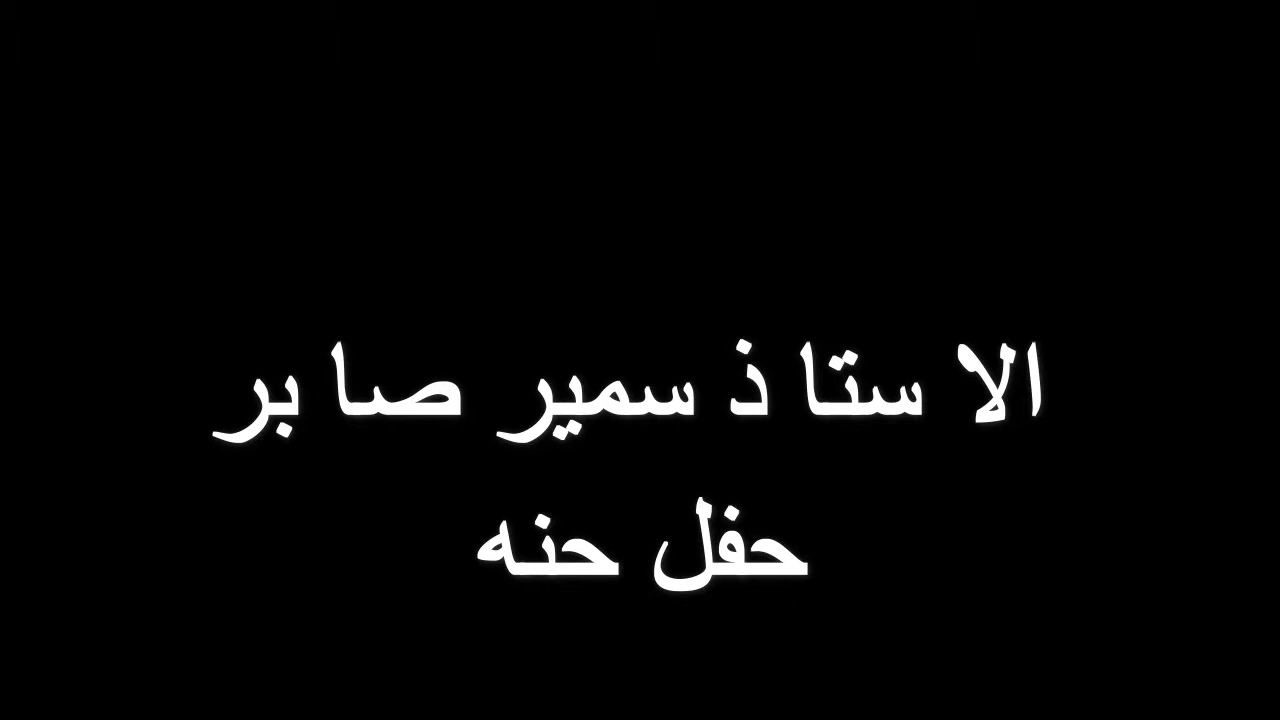 الا ستا ذ سمير صا بر
حفل حنه